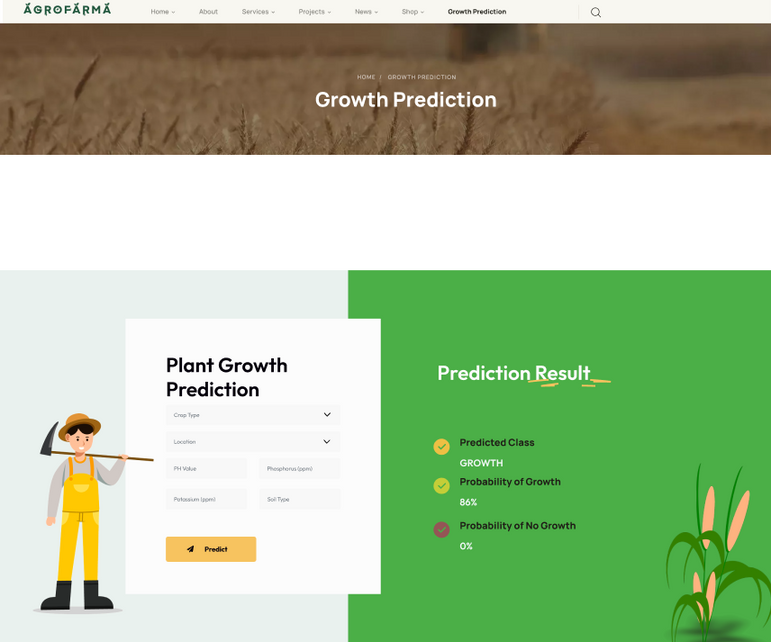 ÁGROFÁRMÁ
Home About Services Projects News Shop Growth Prediction
HOME / GROWTH PREDICTION
Growth Prediction
Plant Growth
Prediction
Crop Type
Location
PH Value Phosphorus (ppm)
Potassium (ppm) Soil Type
Predict
Prediction Result
Predicted Class
GROWTH
Probability of Growth
86%
Probability of No Growth
0%